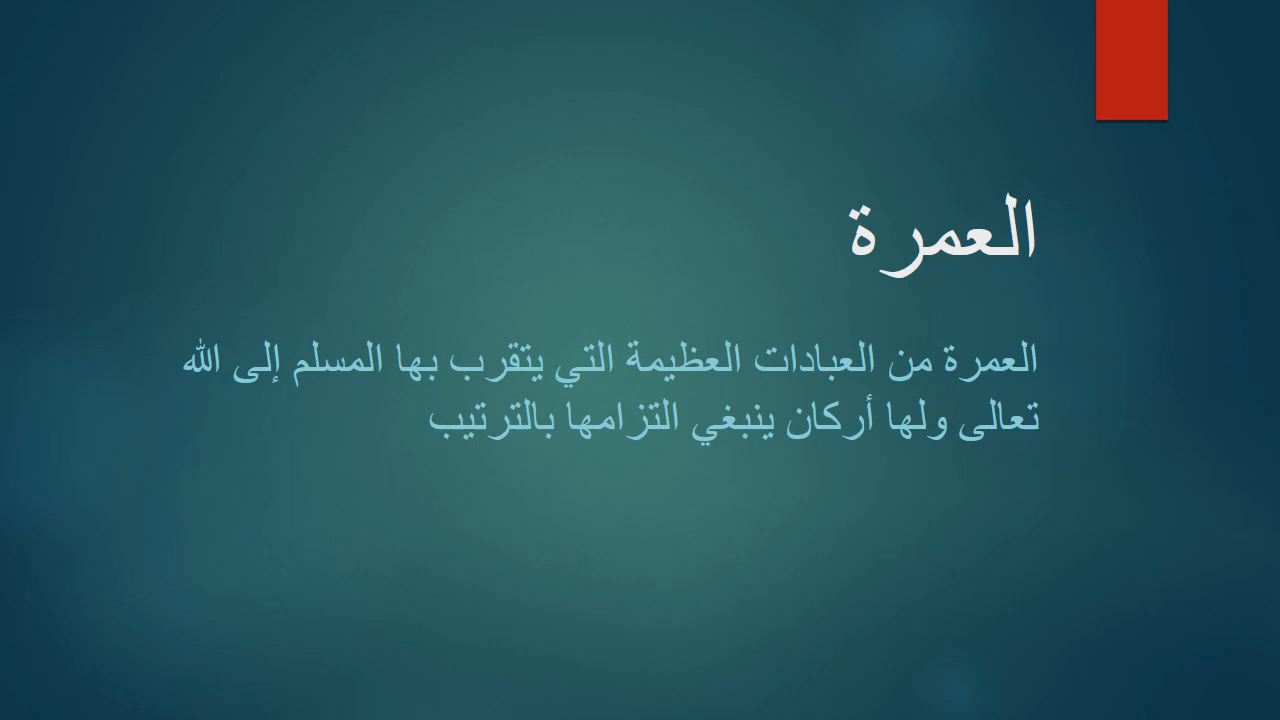 العمرة
العمرة من العبادات العظيمة التي يتقرب بها المسلم إلى الله
تعالى ولها أركان ينبغي التزامها بالترتيب